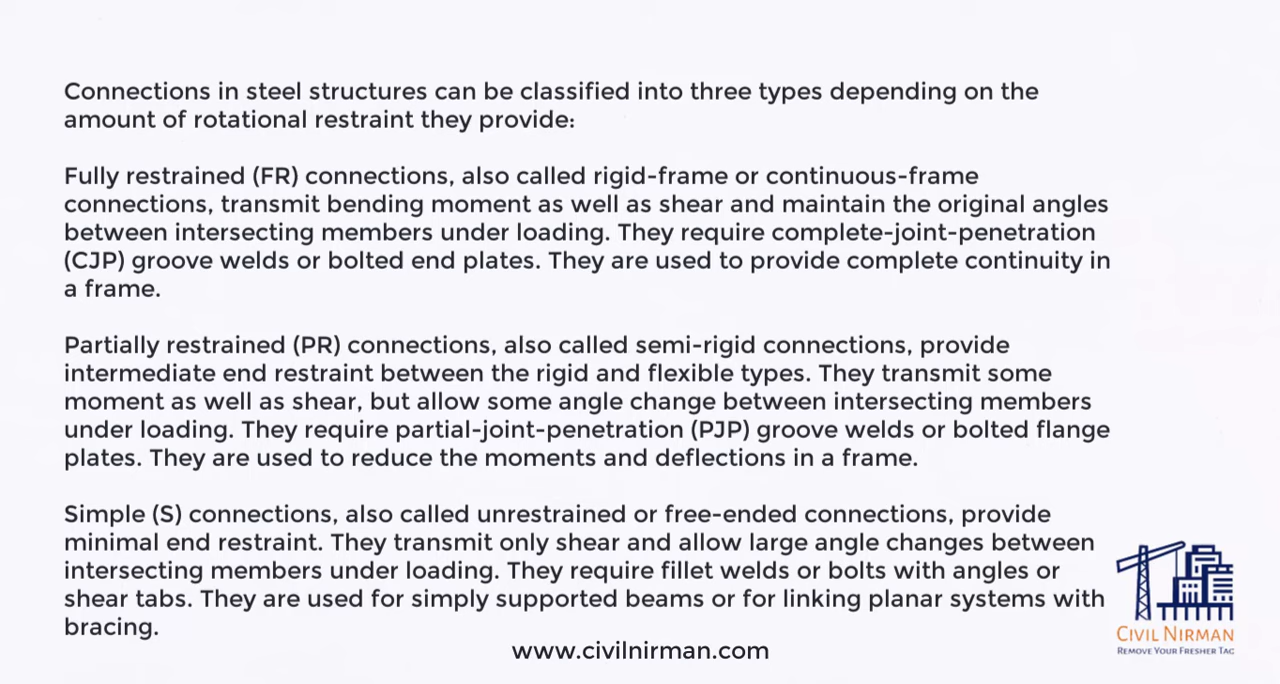 Connections in steel structures can be classified into three types depending on the
amount of rotational restraint they provide:
Fully restrained (FR) connections, also called rigid-frame or continuous-frame
connections, transmit bending moment as well as shear and maintain the original angles
between intersecting members under loading. They require complete-joint-penetration
(CJP) groove welds or bolted end plates. They are used to provide complete continuity in
a frame.
Partially restrained (PR) connections, also called semi-rigid connections, provide
intermediate end restraint between the rigid and flexible types. They transmit some
moment as well as shear, but allow some angle change between intersecting members
under loading. They require partial-joint-penetration (PJP) groove welds or bolted flange
plates. They are used to reduce the moments and deflections in a frame.
Simple (S) connections, also called unrestrained or free-ended connections, provide
minimal end restraint. They transmit only shear and allow large angle changes between
intersecting members under loading. They require fillet welds or bolts with angles or
shear tabs. They are used for simply supported beams or for linking planar systems with
bracing.
www.civilnirman.com
CIVIL NIRMAN
REMOVE YOUR FRESHER TAG